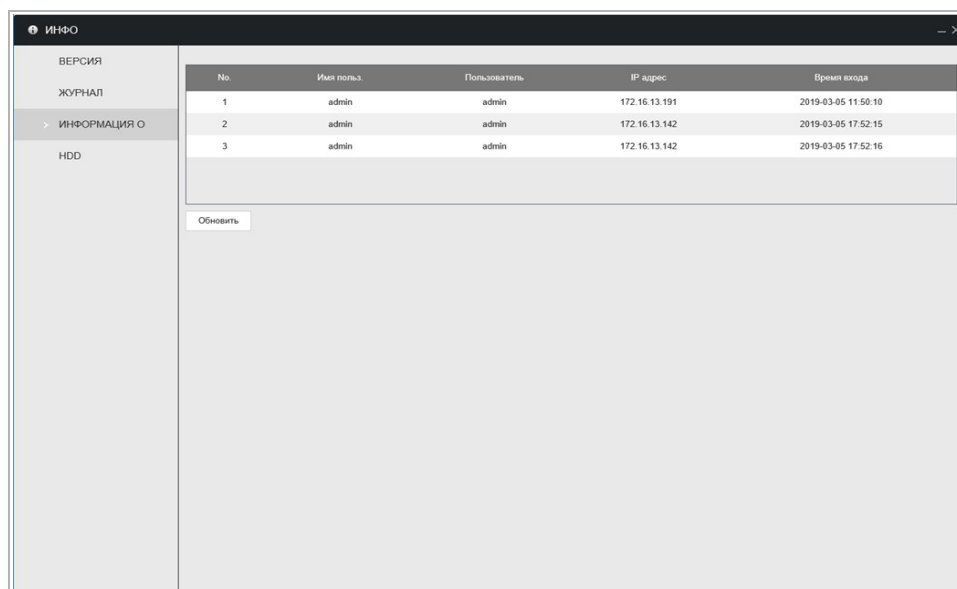 ИНФО
ВЕРСИЯ
ЖУРНАЛ
> ИНФОРМАЦИЯ О
HDD
No. Имя польз. Пользователь IP адрес Время входа
1 admin admin 172.16.13.191 2019-03-05 11:50:10
2 admin admin 172.16.13.142 2019-03-05 17:52:15
3 admin admin 172.16.13.142 2019-03-05 17:52:16
Обновить